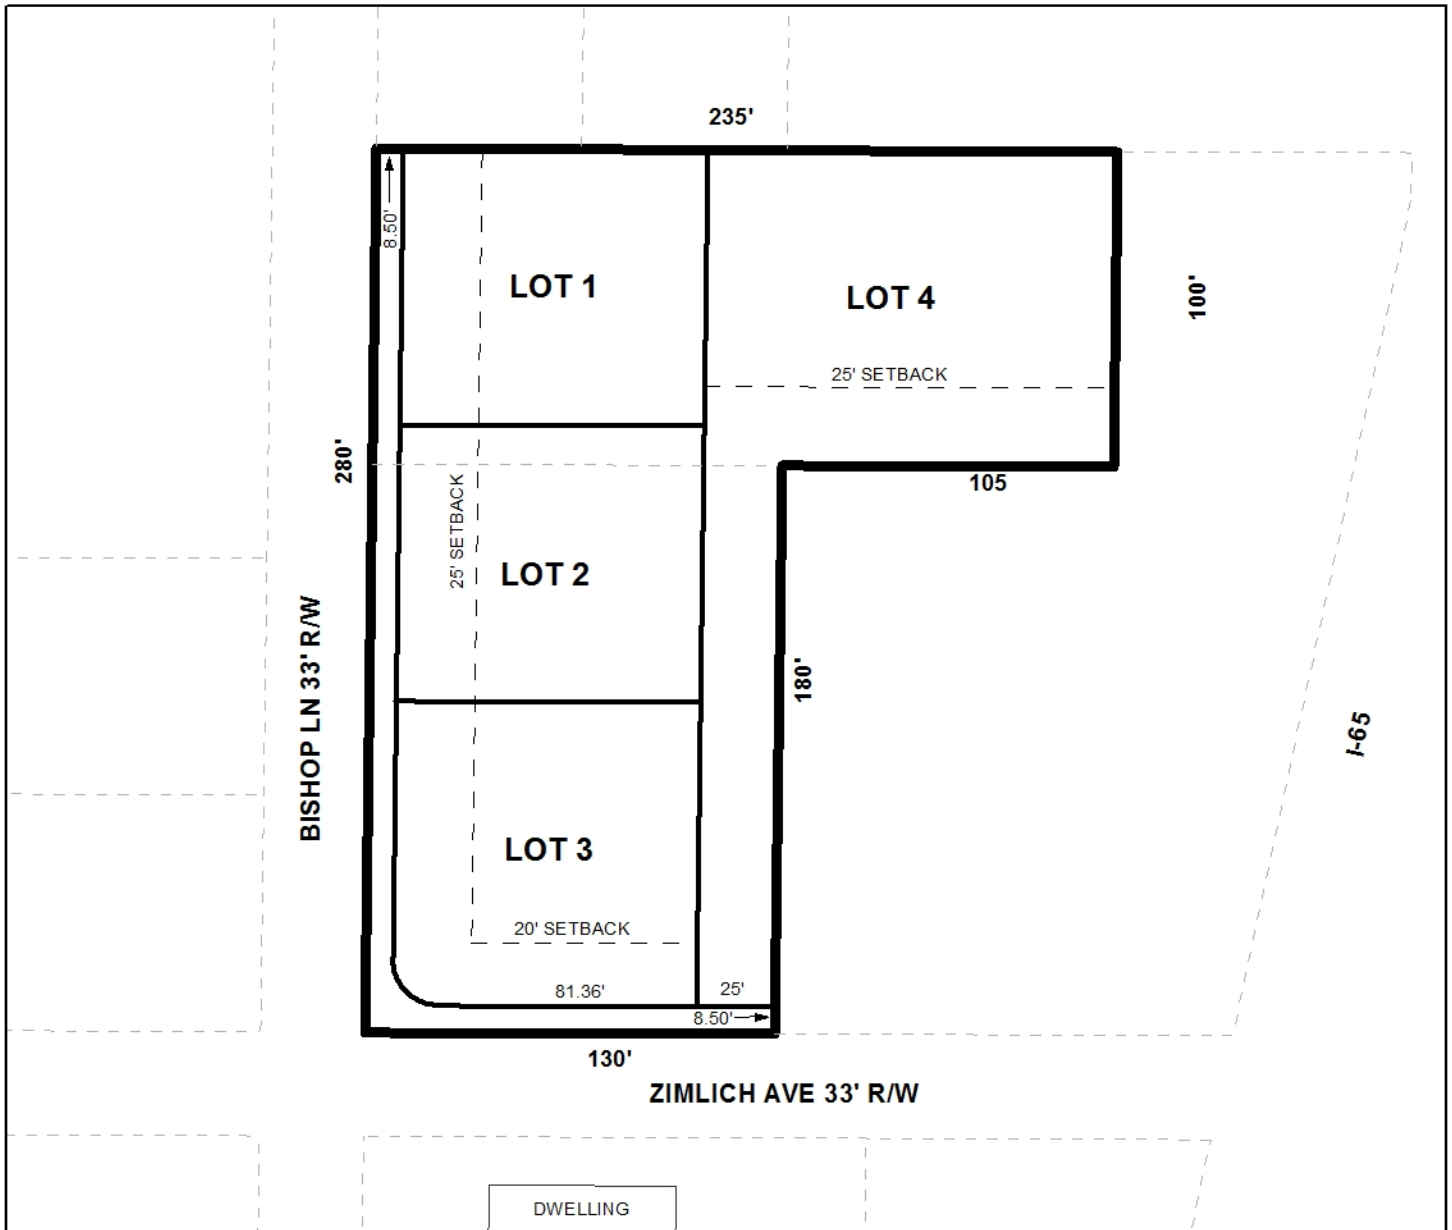 235'
8.50'
LOT 1
LOT 4
100'
25' SETBACK
280'
105
25' SETBACK
LOT 2
BISHOP LN 33' R/W
180'
I-65
LOT 3
20' SETBACK
81.36'
25'
8.50'
130'
ZIMLICH AVE 33' R/W
DWELLING